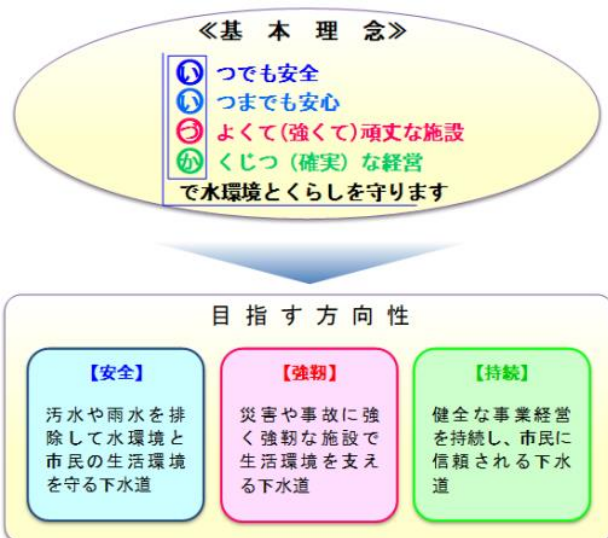 ≪基 本 理 念≫
いつでも安全
いつまでも安心
づよくて(強くて)頑丈な施設
かくじつ（確実）な経営
で水環境とくらしを守ります
目 指 す 方 向 性
【安全】
汚水や雨水を排
除して水環境と
市民の生活環境
を守る下水道
【強靭】
災害や事故に強
く強靭な施設で
生活環境を支え
る下水道
【持続】
健全な事業経営
を持続し、市民に
信頼される下水
道